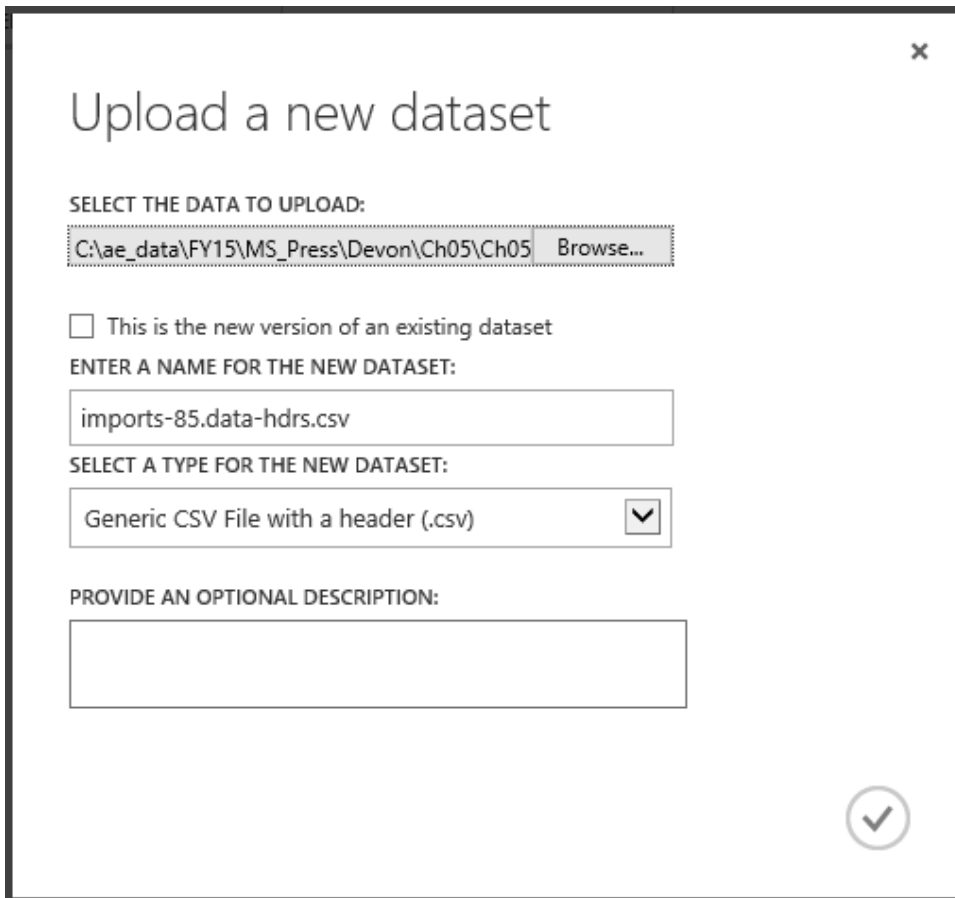 Upload a new dataset
SELECT THE DATA TO UPLOAD:
C:\ae_data\FY15\MS_Press\Devon\Ch05\Ch05 Browse...
This is the new version of an existing dataset
ENTER A NAME FOR THE NEW DATASET:
imports-85.data-hdrs.csv
SELECT A TYPE FOR THE NEW DATASET:
Generic CSV File with a header (.csv)
PROVIDE AN OPTIONAL DESCRIPTION: